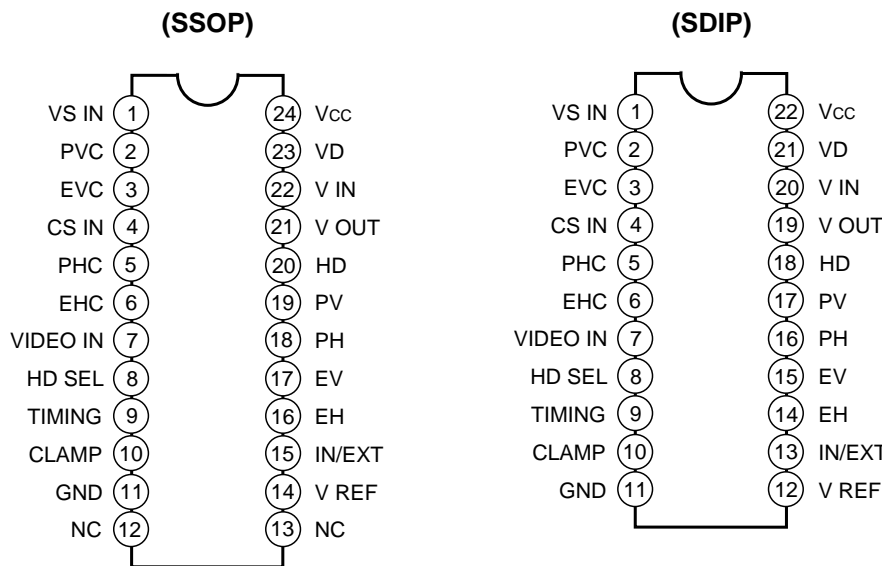 (SSOP)
VS IN 1 24 VCC
PVC 2 23 VD
EVC 3 22 V IN
CS IN 4 21 V OUT
PHC 5 20 HD
EHC 6 19 PV
VIDEO IN 7 18 PH
HD SEL 8 17 EV
TIMING 9 16 EH
CLAMP 10 15 IN/EXT
GND 11 14 V REF
NC 12 13 NC
(SDIP)
VS IN 1 22 VCC
PVC 2 21 VD
EVC 3 20 V IN
CS IN 4 19 V OUT
PHC 5 18 HD
EHC 6 17 PV
VIDEO IN 7 16 PH
HD SEL 8 15 EV
TIMING 9 14 EH
CLAMP 10 13 IN/EXT
GND 11 12 V REF